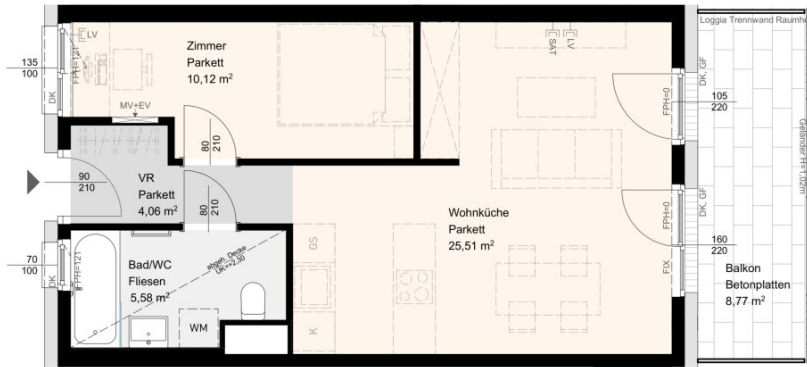 LV
Zimmer
Parkett
10,12 m²
135
100
DK
FPH=121
MV+EV
80
210
SAT
LV
Loggia Trennwand Raumh
DK, GF
FPH=0
105
220
Geländer H=1,02m
90
210
VR
Parkett
4,06 m²
80
210
Wohnküche
Parkett
25,51 m²
DK, GF
FPH=0
160
220
FIX
Balkon
Betonplatten
8,77 m²
70
100
DK
FPH=121
Bad/WC
Fliesen
5,58 m²
abgeh. Decke
UK=+2,30
WM
GS
K